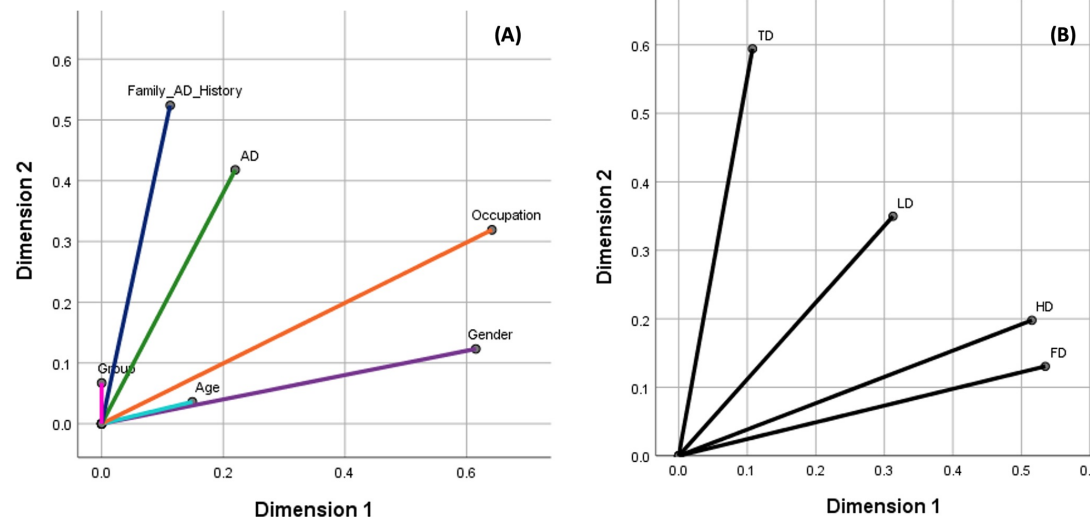 (A)
0.6
0.5
0.4
0.3
0.2
0.1
0.0
Dimension 2
Family_AD_History
AD
Occupation
Gender
Group
Age
0.0 0.2 0.4 0.6
Dimension 1
(B)
0.6
0.5
0.4
0.3
0.2
0.1
0.0
Dimension 2
TD
LD
HD
FD
0.0 0.1 0.2 0.3 0.4 0.5
Dimension 1